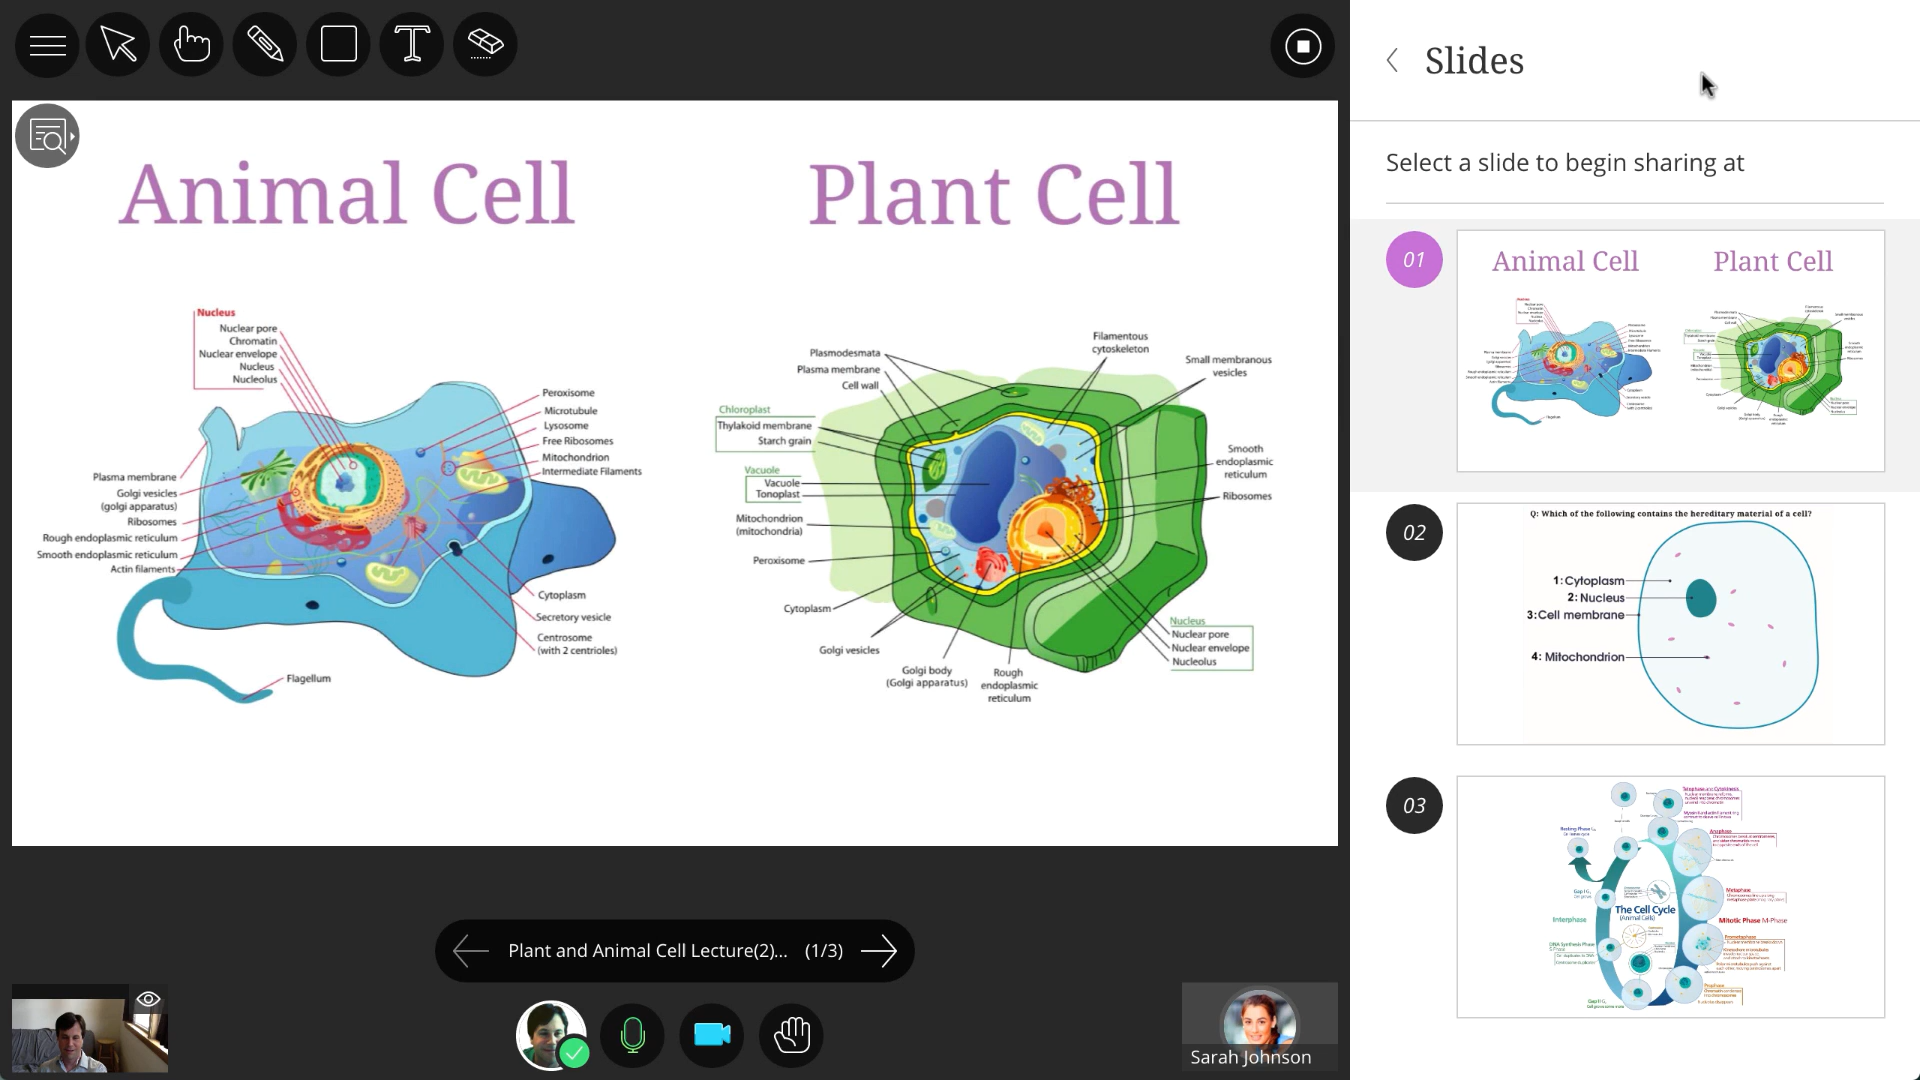 Animal Cell
Plant Cell
Nucleus
Nuclear pore
Chromatin
Nuclear envelope
Nucleus
Nucleolus
Peroxisome
Microtubule
Lysosome
Free Ribosomes
Mitochondrion
Intermediate Filaments
Plasma membrane
Golgi vesicles
(golgi apparatus)
Ribosomes
Rough endoplasmic reticulum
Smooth endoplasmic reticulum
Actin filaments
Cytoplasm
Secretory vesicle
Centrosome
(with 2 centrioles)
Flagellum
Filamentous
cytoskeleton
Small membranous
vesicles
Plasmodesmata
Plasma membrane
Cell wall
Chloroplast
Thylakoid membrane
Starch grain
Vacuole
Vacuole
Tonoplast
Mitochondrion
(mitochondria)
Peroxisome
Cytoplasm
Golgi vesicles
Golgi body
(Golgi apparatus)
Rough
endoplasmic
reticulum
Smooth
endoplasmic
reticulum
Ribosomes
Nucleus
Nuclear pore
Nuclear envelope
Nucleolus
Plant and Animal Cell Lecture(2)... (1/3)
Sarah Johnson
Slides
Select a slide to begin sharing at
01
Animal Cell
Plant Cell
02
Q: Which of the following contains the hereditary material of a cell?
1: Cytoplasm
2: Nucleus
3: Cell membrane
4: Mitochondrion
03
The Cell Cycle
(Animal Cells)
Interphase
Mitotic Phase M-Phase
Metaphase
Anaphase
Prometaphase
Prophase